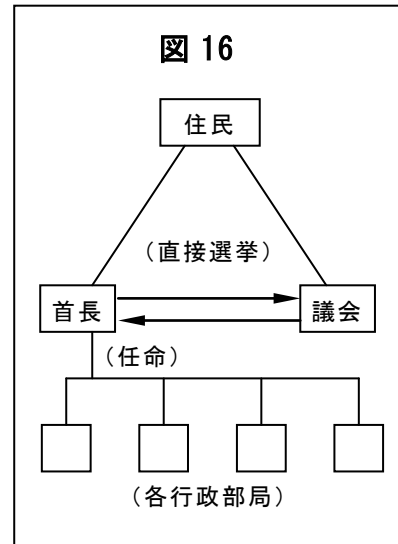 図 16
住民
（直接選挙）
首長
議会
（任命）
（各行政部局）